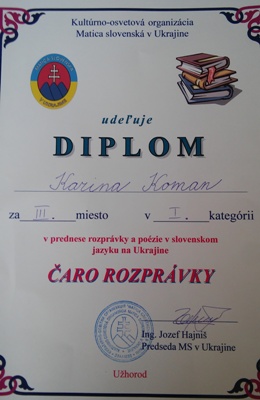 Kultúrno-osvetová organizácia
Matica slovenská v Ukrajine
udeľuje
DIPLOM
Karina Koman
za III. miesto v I. kategórii
v prednese rozprávky a poézie v slovenskom
jazyku na Ukrajine
ČARO ROZPRÁVKY
Ing. Jozef Hajniš
Predseda MS v Ukrajine
Užhorod